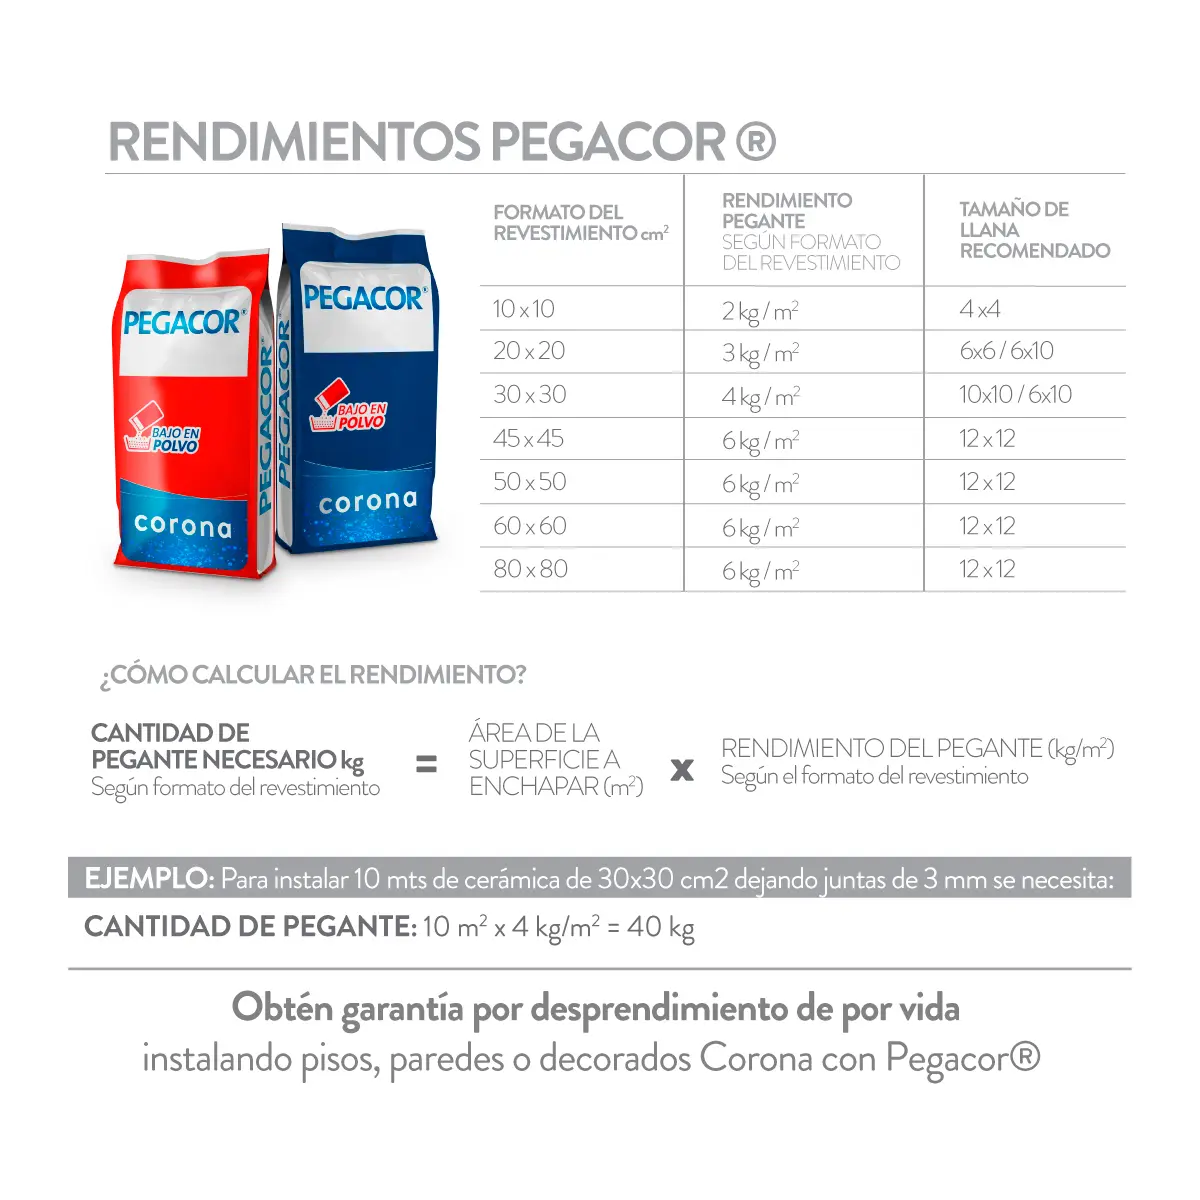 RENDIMIENTOS PEGACOR ®
FORMATO DEL
REVESTIMIENTO cm²
RENDIMIENTO
PEGANTE
SEGÚN FORMATO
DEL REVESTIMIENTO
TAMAÑO DE
LLANA
RECOMENDADO
10 x 10 2 kg / m² 4 x4
20 x 20 3 kg / m² 6x6 / 6x10
30 x 30 4 kg / m² 10x10 / 6x10
45 x 45 6 kg / m² 12 x 12
50 x 50 6 kg / m² 12 x 12
60 x 60 6 kg / m² 12 x 12
80 x 80 6 kg / m² 12 x 12
PEGACOR®
PEGACOR®
BAJO EN
POLVO
corona
PEGACOR®
PEGACOR
BAJO EN
POLVO
corona
¿CÓMO CALCULAR EL RENDIMIENTO?
CANTIDAD DE
PEGANTE NECESARIO kg
Según formato del revestimiento
=
ÁREA DE LA
SUPERFICIE A
ENCHAPAR (m²)
x
RENDIMIENTO DEL PEGANTE (kg/m²)
Según el formato del revestimiento
EJEMPLO: Para instalar 10 mts de cerámica de 30x30 cm2 dejando juntas de 3 mm se necesita:
CANTIDAD DE PEGANTE: 10 m² x 4 kg/m² = 40 kg
Obtén garantía por desprendimiento de por vida
instalando pisos, paredes o decorados Corona con Pegacor®